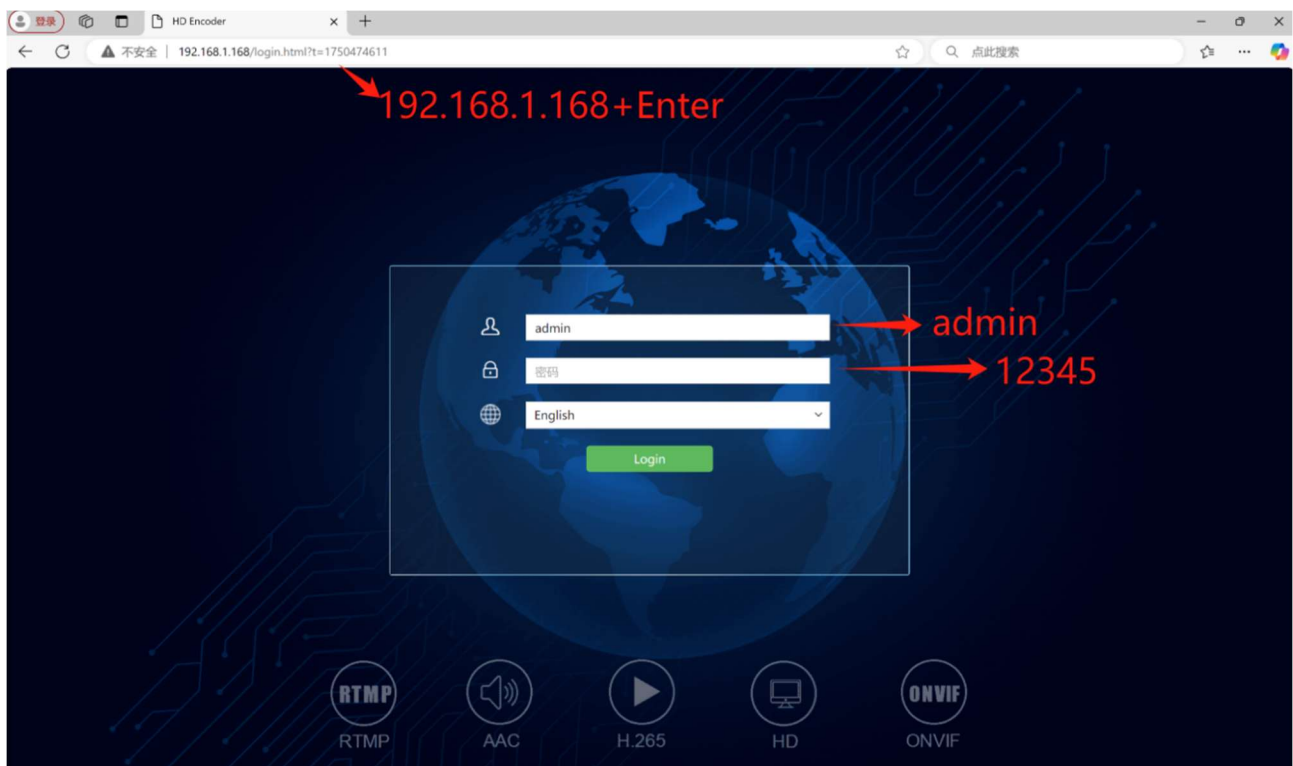 登录
HD Encoder
不安全 | 192.168.1.168/login.html?t=1750474611
点此搜索
192.168.1.168+Enter
admin
admin
密码
12345
English
Login
RTMP
RTMP
AAC
H.265
HD
ONVIF
ONVIF